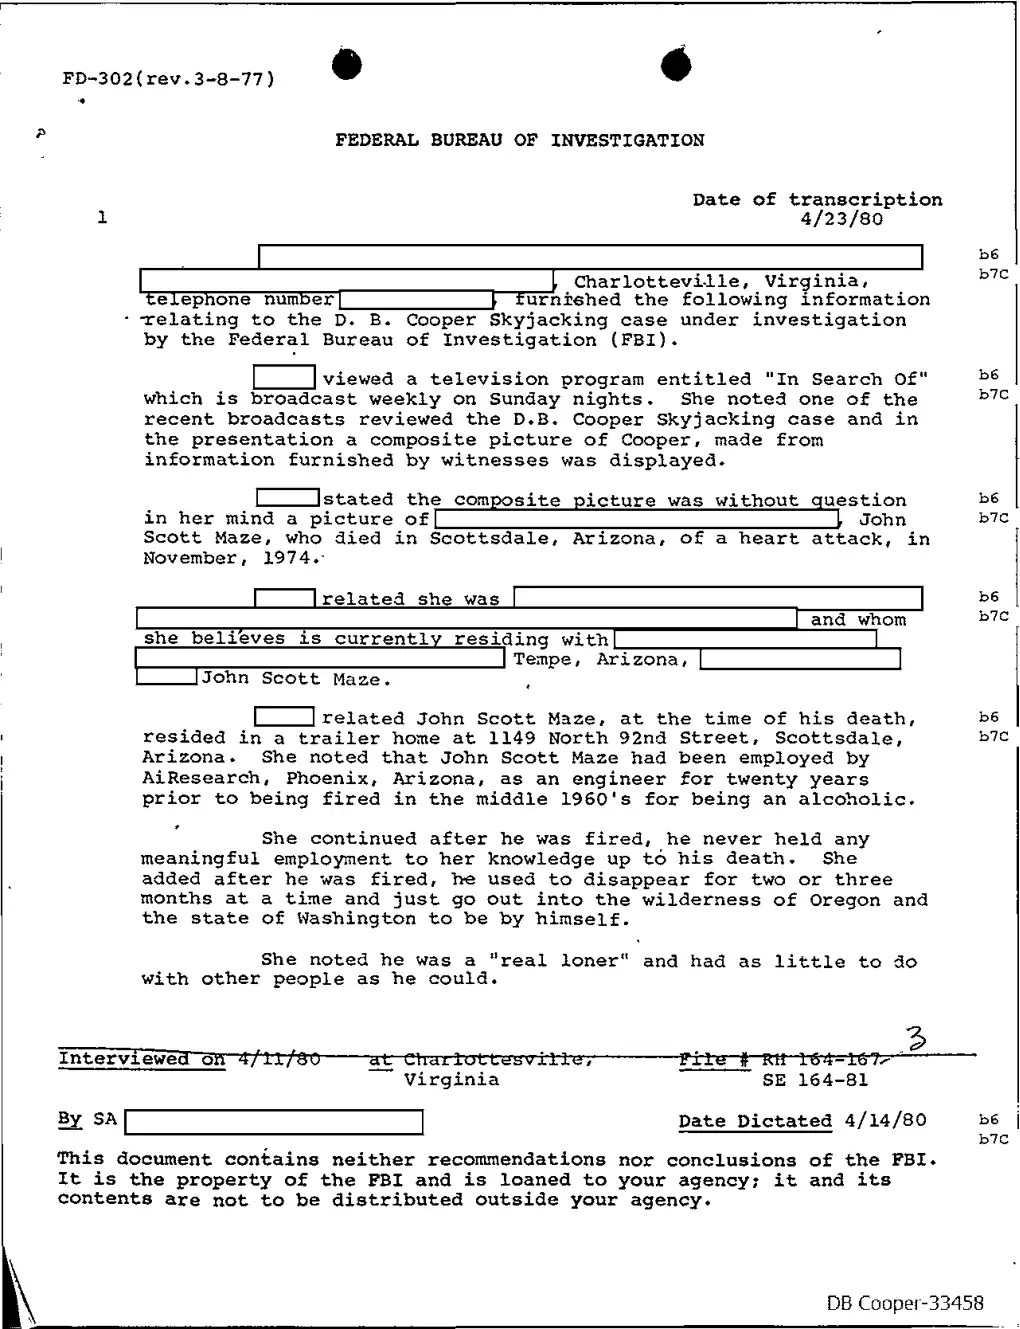 FD-302(rev.3-8-77)
FEDERAL BUREAU OF INVESTIGATION
Date of transcription
1 4/23/80
b6
b7C
, Charlottesville, Virginia,
telephone number , furnished the following information
relating to the D. B. Cooper Skyjacking case under investigation
by the Federal Bureau of Investigation (FBI).
viewed a television program entitled "In Search Of" b6
which is broadcast weekly on Sunday nights. She noted one of the b7C
recent broadcasts reviewed the D.B. Cooper Skyjacking case and in
the presentation a composite picture of Cooper, made from
information furnished by witnesses was displayed.
stated the composite picture was without question b6
in her mind a picture of , John b7C
Scott Maze, who died in Scottsdale, Arizona, of a heart attack, in
November, 1974.
related she was b6
and whom b7C
she believes is currently residing with
Tempe, Arizona,
John Scott Maze.
related John Scott Maze, at the time of his death, b6
resided in a trailer home at 1149 North 92nd Street, Scottsdale, b7C
Arizona. She noted that John Scott Maze had been employed by
AiResearch, Phoenix, Arizona, as an engineer for twenty years
prior to being fired in the middle 1960's for being an alcoholic.
She continued after he was fired, he never held any
meaningful employment to her knowledge up to his death. She
added after he was fired, he used to disappear for two or three
months at a time and just go out into the wilderness of Oregon and
the state of Washington to be by himself.
She noted he was a "real loner" and had as little to do
with other people as he could.
3
Interviewed on 4/11/80 at Charlottesville, File # RH 164-167
Virginia SE 164-81
By SA Date Dictated 4/14/80 b6
b7C
This document contains neither recommendations nor conclusions of the FBI.
It is the property of the FBI and is loaned to your agency; it and its
contents are not to be distributed outside your agency.
DB Cooper-33458